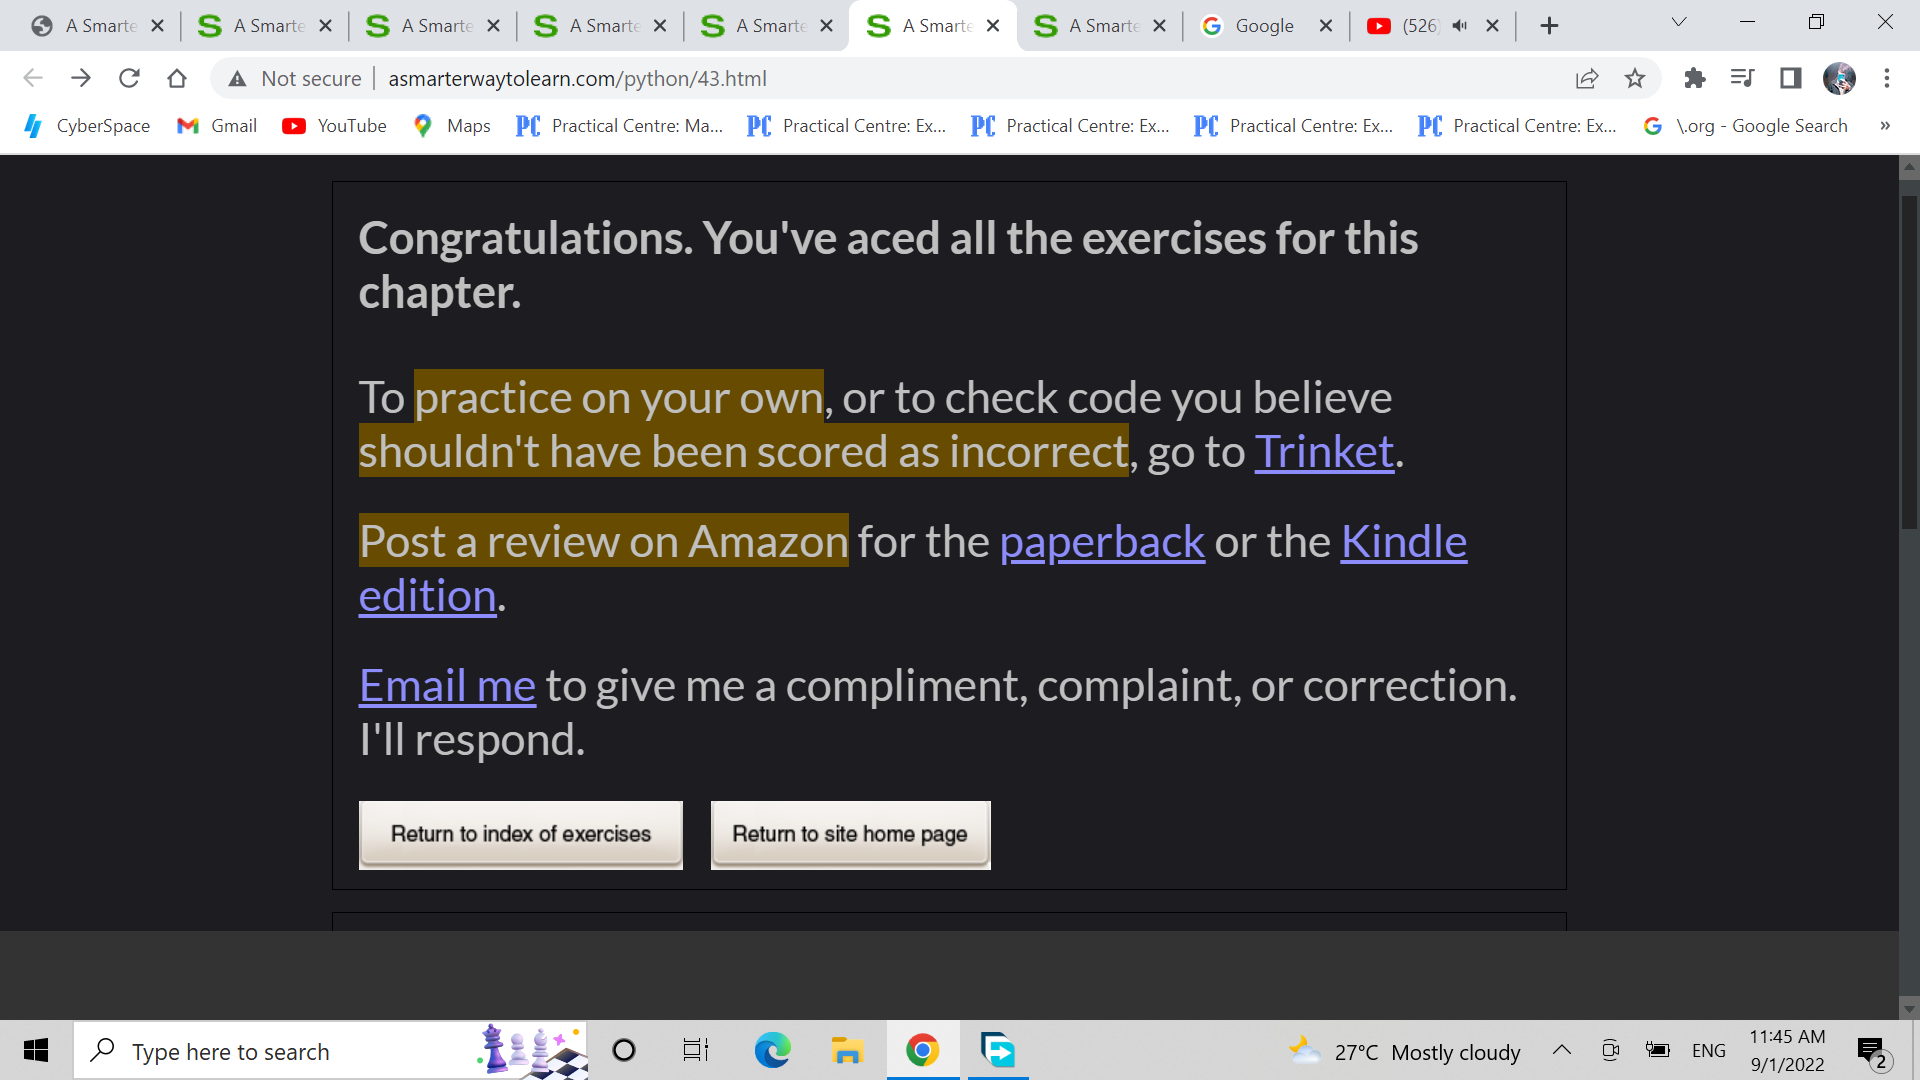 A Smarte A Smarte A Smarte A Smarte A Smarte A Smarte A Smarte Google (526)
Not secure asmarterwaytolearn.com/python/43.html
CyberSpace Gmail YouTube Maps Practical Centre: Ma... Practical Centre: Ex... Practical Centre: Ex... Practical Centre: Ex... Practical Centre: Ex... \.org - Google Search »
Congratulations. You've aced all the exercises for this
chapter.
To practice on your own, or to check code you believe
shouldn't have been scored as incorrect, go to Trinket.
Post a review on Amazon for the paperback or the Kindle
edition.
Email me to give me a compliment, complaint, or correction.
I'll respond.
Return to index of exercises Return to site home page
Type here to search 27°C Mostly cloudy ENG 11:45 AM
9/1/2022 2